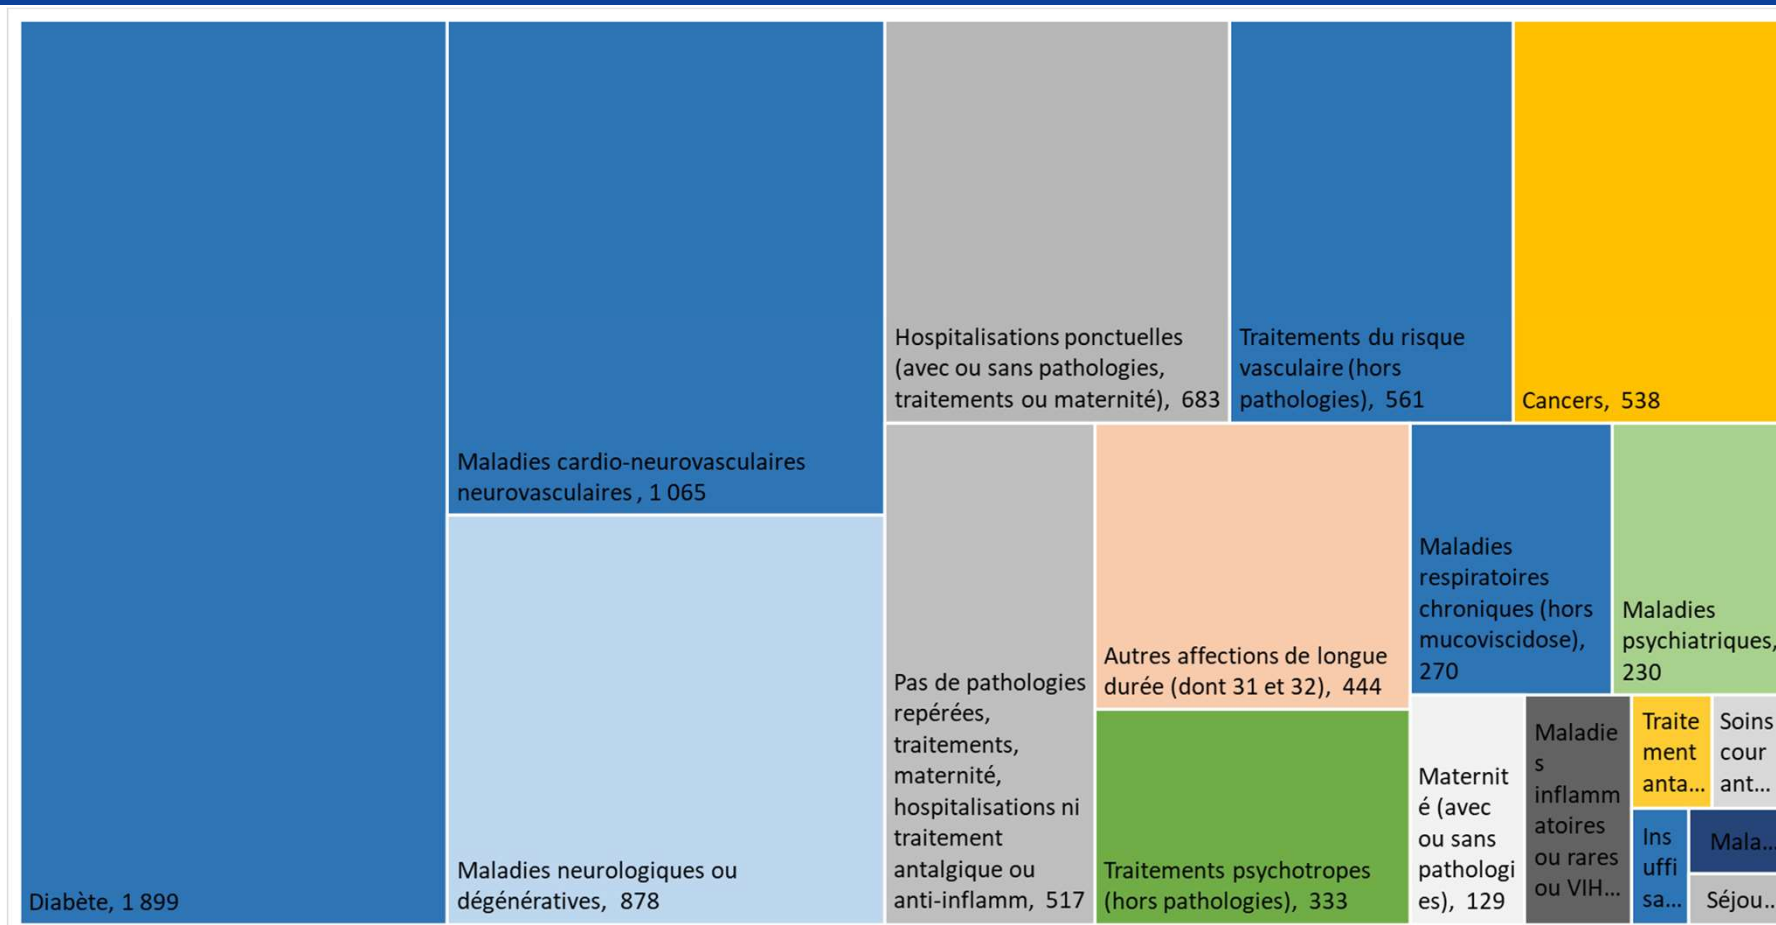 Diabète, 1 899
Maladies cardio-neurovasculaires
neurovasculaires , 1 065
Maladies neurologiques ou
dégénératives, 878
Hospitalisations ponctuelles
(avec ou sans pathologies,
traitements ou maternité), 683
Traitements du risque
vasculaire (hors
pathologies), 561
Cancers, 538
Pas de pathologies
repérées,
traitements,
maternité,
hospitalisations ni
traitement
antalgique ou
anti-inflamm, 517
Autres affections de longue
durée (dont 31 et 32), 444
Traitements psychotropes
(hors pathologies), 333
Maladies
respiratoires
chroniques (hors
mucoviscidose),
270
Maladies
psychiatriques,
230
Maternit
é (avec
ou sans
pathologi
es), 129
Maladie
s
inflamm
atoires
ou rares
ou VIH...
Traite
ment
anta...
Soins
cour
ant...
Ins
uffi
sa...
Mala...
Séjou...